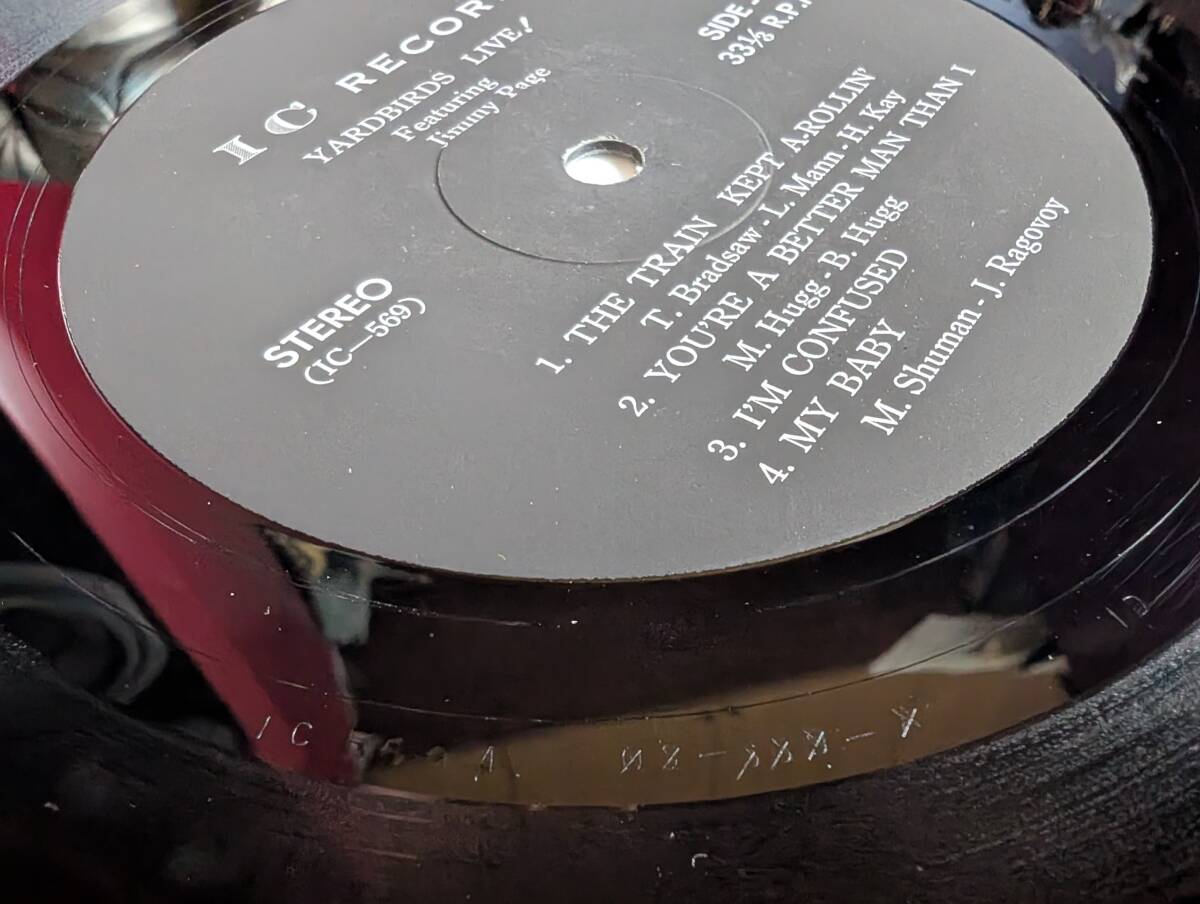 I C RECOR
YARDBIRDS LIVE!
Featuring
Jimmy Page
SIDE-
33⅓ R.P.
STEREO
(IC—569)
1. THE TRAIN KEPT A-ROLLIN'
T. Bradsaw · L. Mann · H. Kay
2. YOU'RE A BETTER MAN THAN I
M. Hugg · B. Hugg
3. I'M CONFUSED
4. MY BABY
M. Shuman - J. Ragovoy
IC
1D